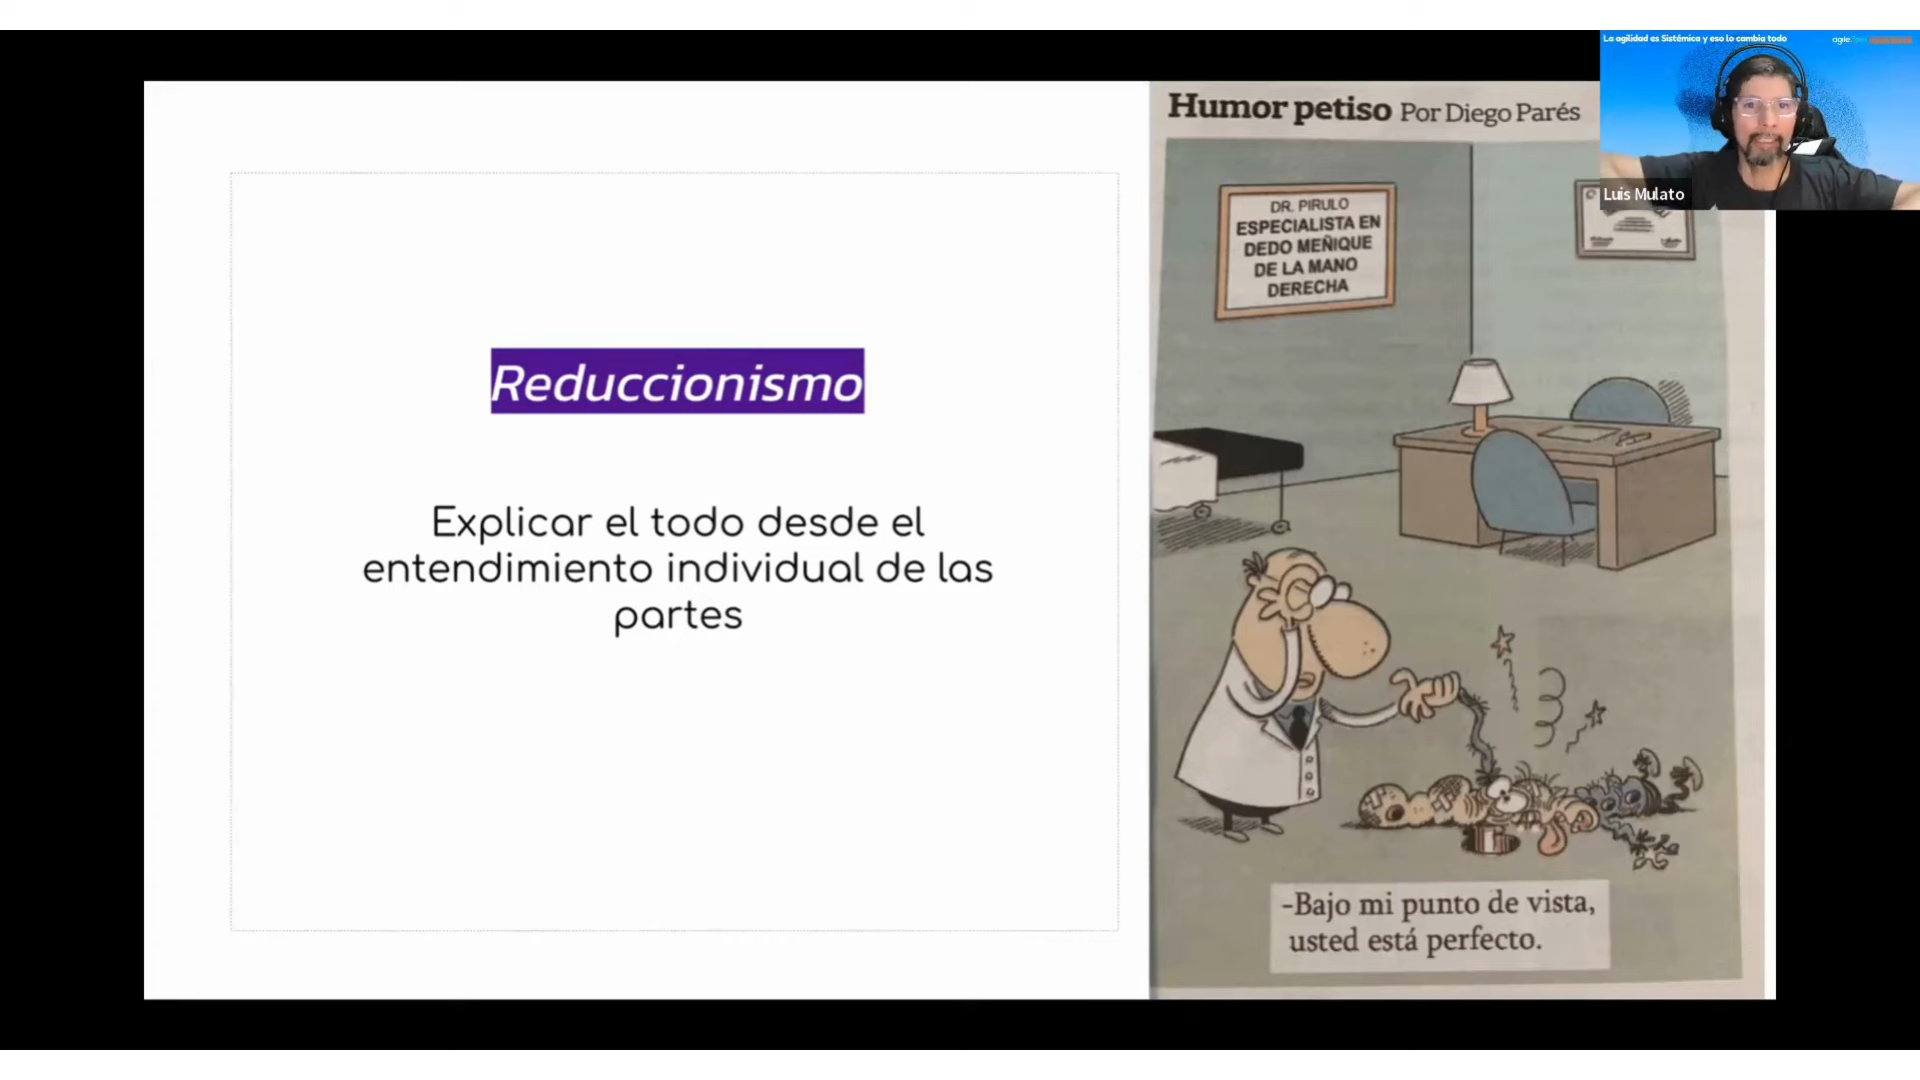 Reduccionismo
Explicar el todo desde el
entendimiento individual de las
partes
Humor petiso Por Diego Parés
DR. PIRULO
ESPECIALISTA EN
DEDO MEÑIQUE
DE LA MANO
DERECHA
-Bajo mi punto de vista,
usted está perfecto.
La agilidad es Sistémica y eso lo cambia todo
agile
Luis Mulato